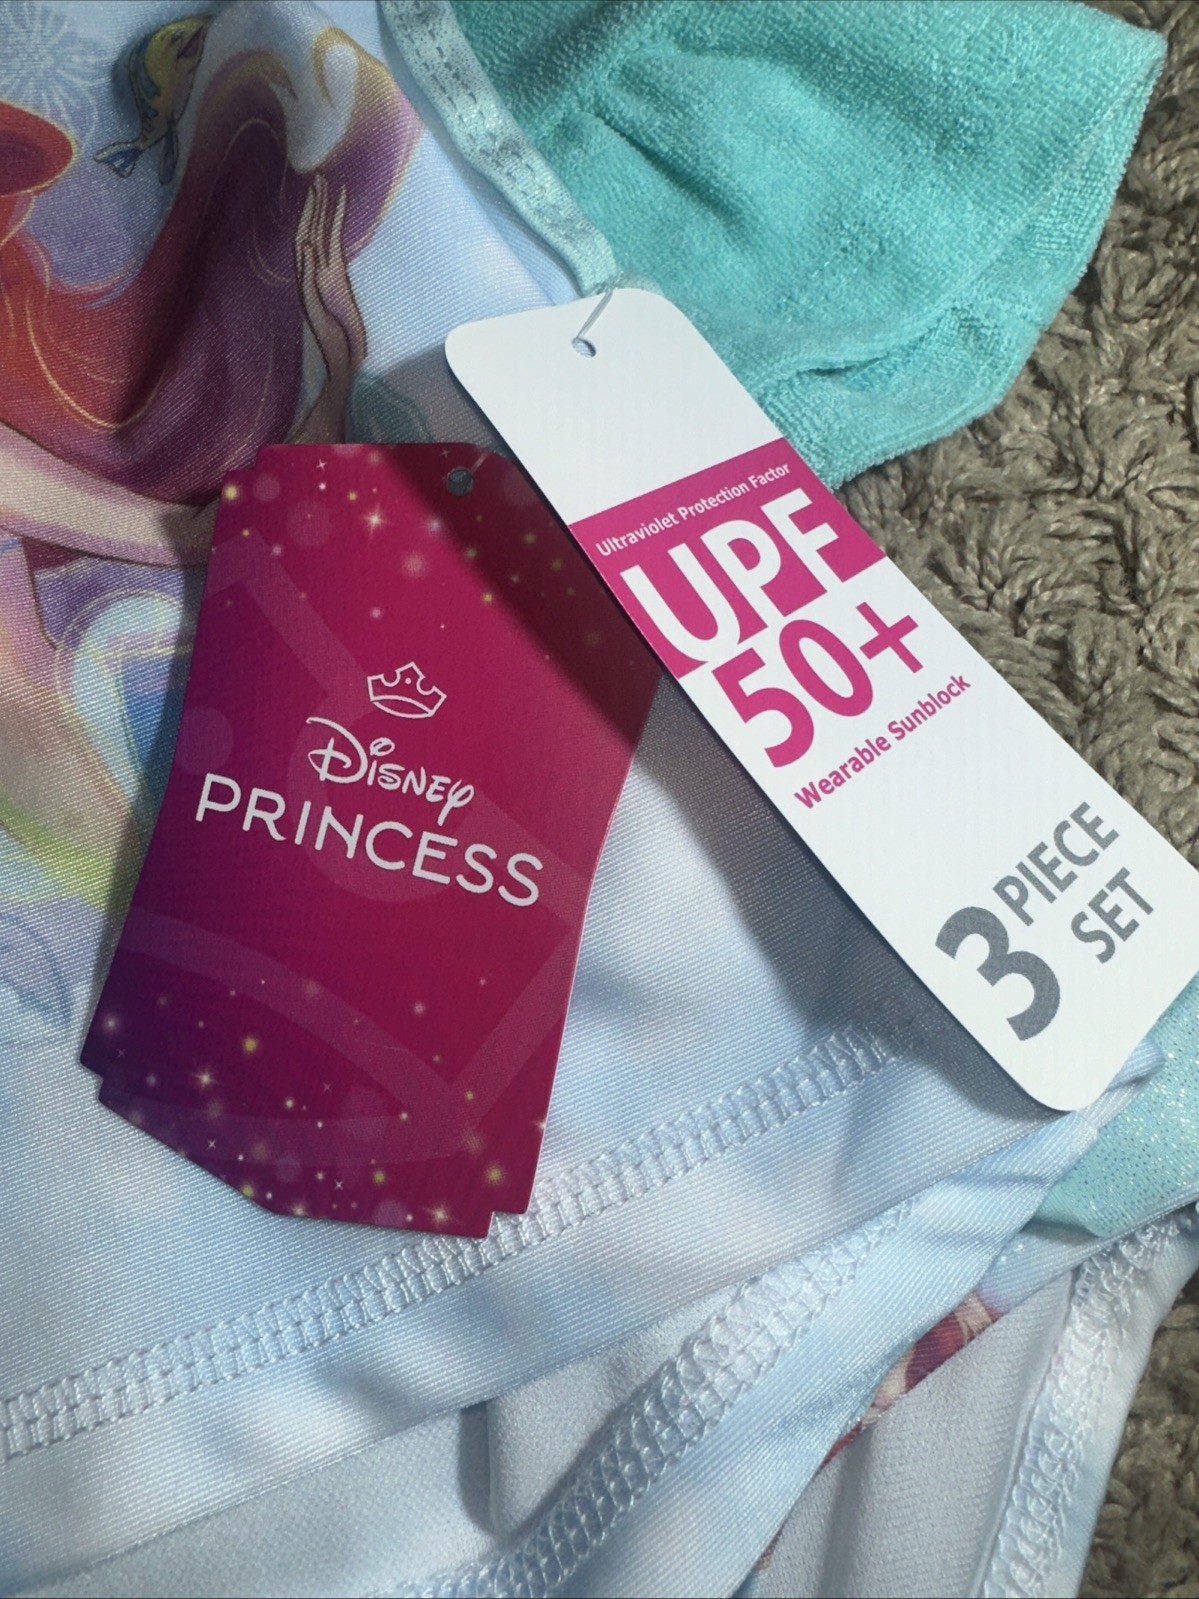 Disney
PRINCESS
Ultraviolet Protection Factor
UPF
50+
Wearable Sunblock
3 PIECE
SET